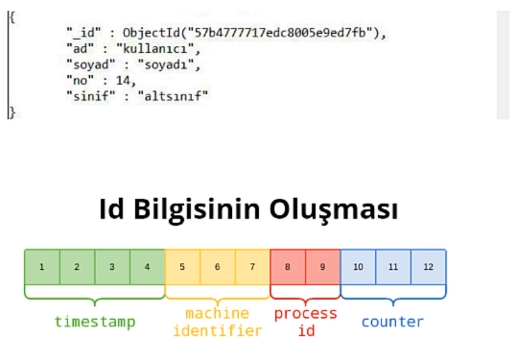 {
"_id" : ObjectId("57b4777717edc8005e9ed7fb"),
"ad" : "kullanıcı",
"soyad" : "soyadı",
"no" : 14,
"sinif" : "altsınıf"
}
Id Bilgisinin Oluşması
1 2 3 4 5 6 7 8 9 10 11 12
timestamp machine identifier process id counter